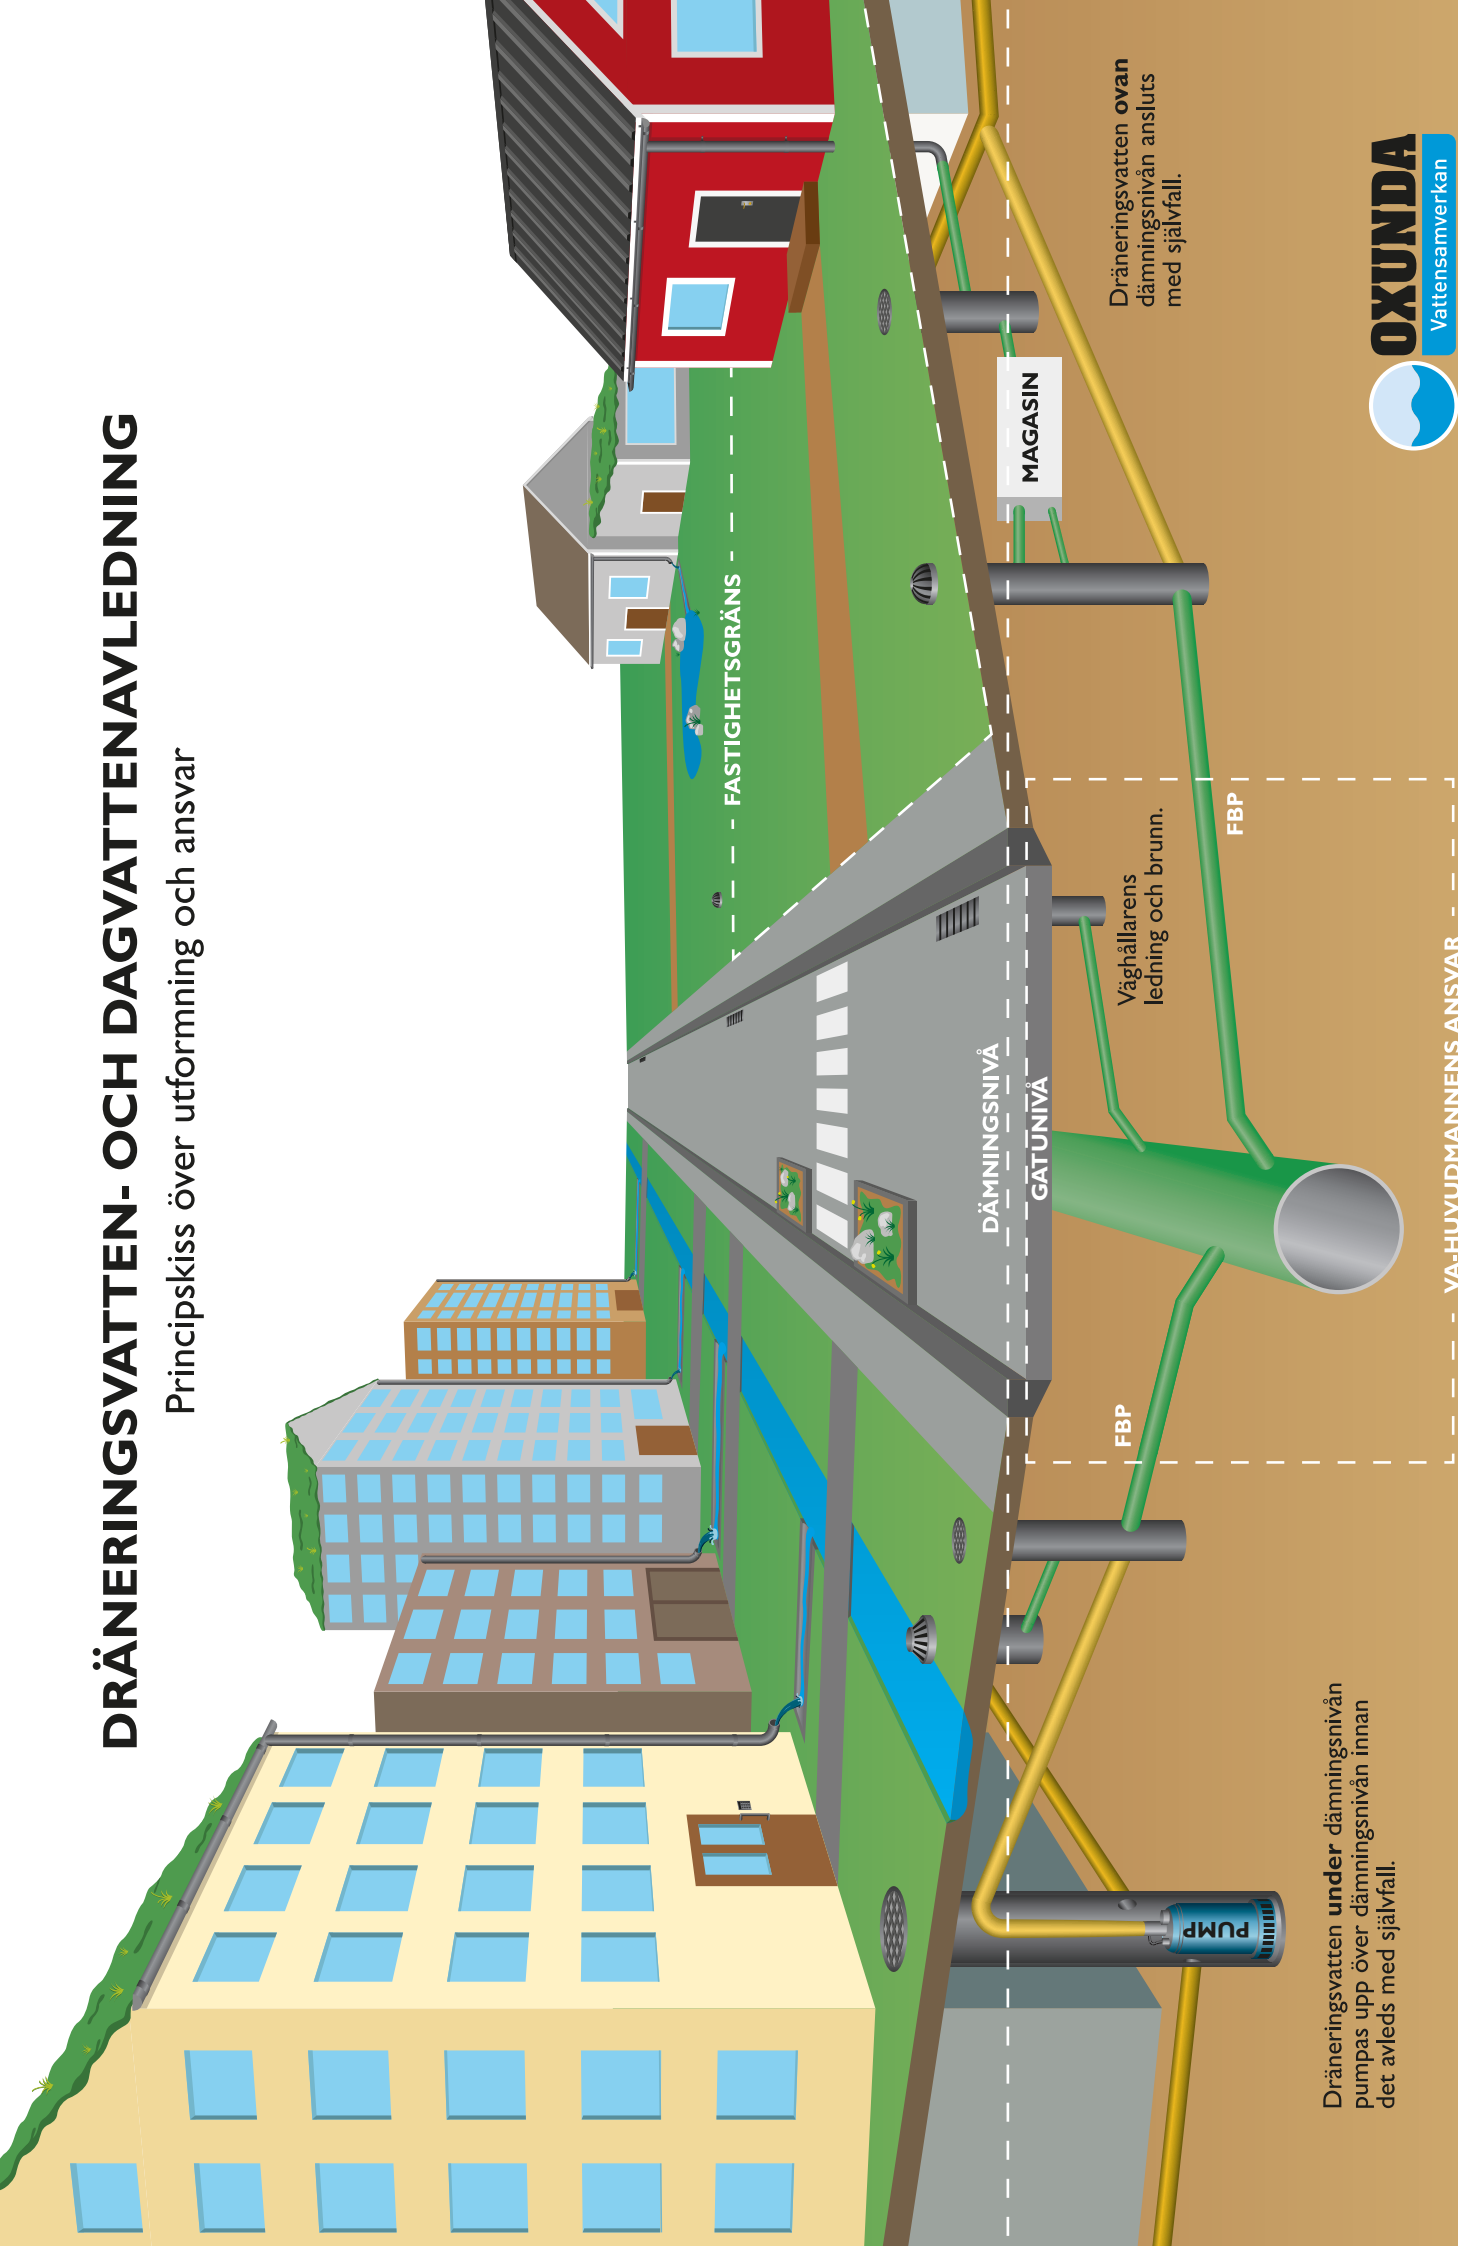 DRÄNERINGSVATTEN- OCH DAGVATTENAVLEDNING
Principskiss över utformning och ansvar
FASTIGHETSGRÄNS
DÄMNINGSNIVÅ
GATUNIVÅ
MAGASIN
Dräneringsvatten ovan
dämningsnivån ansluts
med självfall.
Väghållarens
ledning och brunn.
FBP
FBP
PUMP
Dräneringsvatten under dämningsnivån
pumpas upp över dämningsnivån innan
det avleds med självfall.
VA-HUVUDMANNENS ANSVAR
OXUNDA
Vattensamverkan